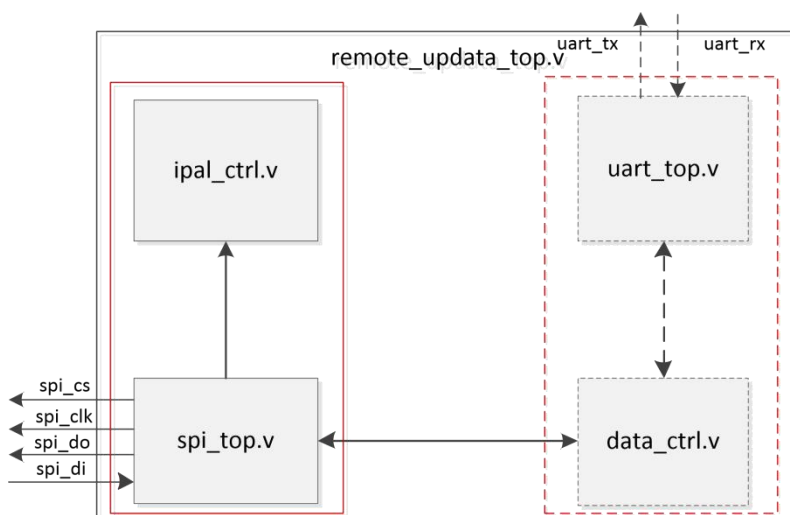 uart_tx
uart_rx
remote_updata_top.v
ipal_ctrl.v
uart_top.v
spi_cs
spi_clk
spi_do
spi_di
spi_top.v
data_ctrl.v